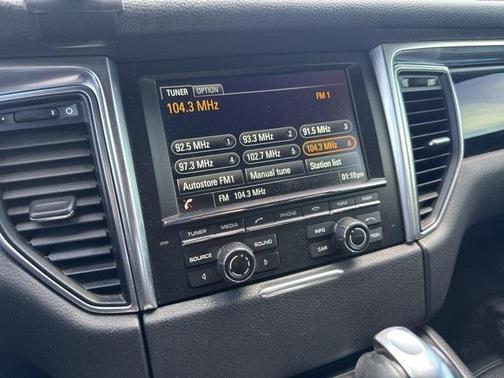 TUNER OPTION
104.3 MHz FM 1
92.5 MHz 1 93.3 MHz 2 91.5 MHz 3
97.3 MHz 4 102.7 MHz 5 104.3 MHz 6
Autostore FM1 Manual tune Station list
FM 104.3 MHz 01:10pm
TUNER MEDIA PHONE NAVI MAP
SOURCE SOUND INFO
CAR